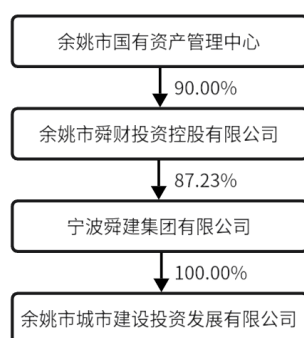 余姚市国有资产管理中心
90.00%
余姚市舜财投资控股有限公司
87.23%
宁波舜建集团有限公司
100.00%
余姚市城市建设投资发展有限公司